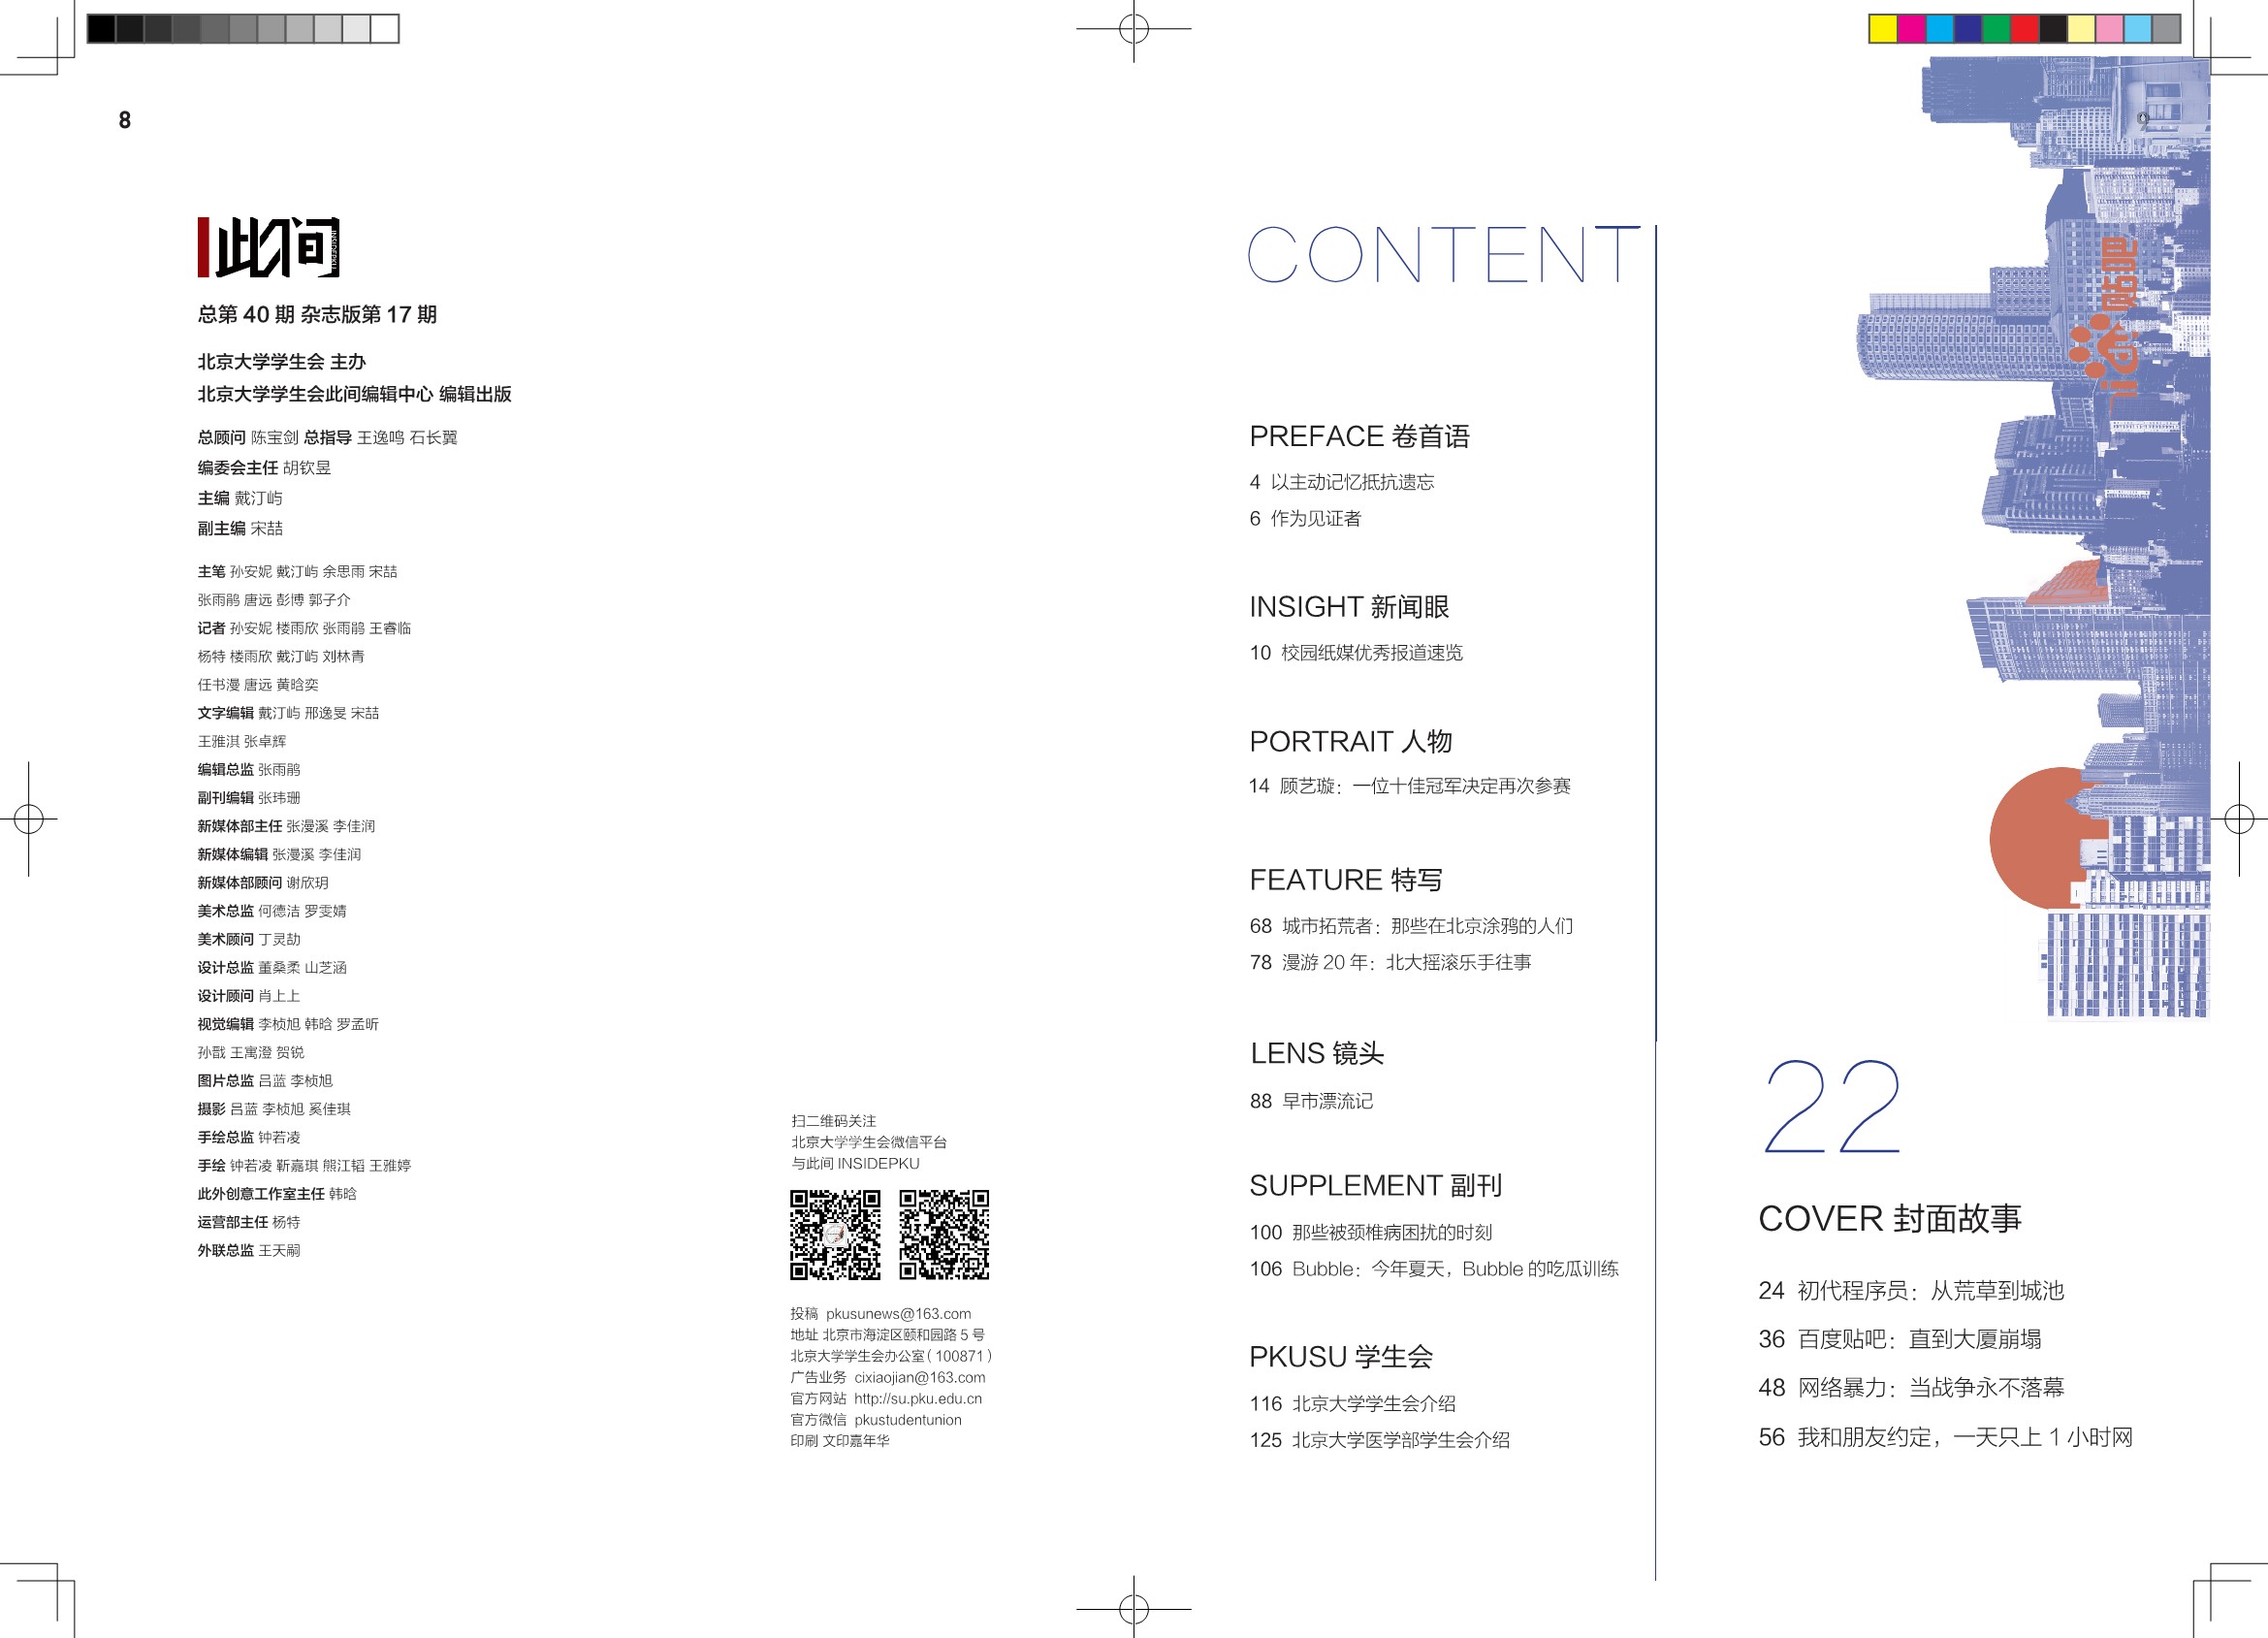 8
此间
INSIDEPKU
总第 40 期 杂志版第 17 期
北京大学学生会 主办
北京大学学生会此间编辑中心 编辑出版
总顾问 陈宝剑 总指导 王逸鸣 石长翼
编委会主任 胡钦昱
主编 戴汀屿
副主编 宋喆
主笔 孙安妮 戴汀屿 余思雨 宋喆
张雨鹃 唐远 彭博 郭子介
记者 孙安妮 楼雨欣 张雨鹃 王睿临
杨特 楼雨欣 戴汀屿 刘林青
任书漫 唐远 黄晗奕
文字编辑 戴汀屿 邢逸旻 宋喆
王雅淇 张卓辉
编辑总监 张雨鹃
副刊编辑 张玮珊
新媒体部主任 张漫溪 李佳润
新媒体编辑 张漫溪 李佳润
新媒体部顾问 谢欣玥
美术总监 何德洁 罗雯婧
美术顾问 丁灵劼
设计总监 董桑柔 山芝涵
设计顾问 肖上上
视觉编辑 李桢旭 韩晗 罗孟昕
孙戬 王寓澄 贺锐
图片总监 吕蓝 李桢旭
摄影 吕蓝 李桢旭 奚佳琪
手绘总监 钟若凌
手绘 钟若凌 靳嘉琪 熊江韬 王雅婷
此外创意工作室主任 韩晗
运营部主任 杨特
外联总监 王天嗣
扫二维码关注
北京大学学生会微信平台
与此间 INSIDEPKU
投稿 pkusunews@163.com
地址 北京市海淀区颐和园路 5 号
北京大学学生会办公室（100871）
广告业务 cixiaojian@163.com
官方网站 http://su.pku.edu.cn
官方微信 pkustudentunion
印刷 文印嘉年华
CONTENT
PREFACE 卷首语
4 以主动记忆抵抗遗忘
6 作为见证者
INSIGHT 新闻眼
10 校园纸媒优秀报道速览
PORTRAIT 人物
14 顾艺璇：一位十佳冠军决定再次参赛
FEATURE 特写
68 城市拓荒者：那些在北京涂鸦的人们
78 漫游 20 年：北大摇滚乐手往事
LENS 镜头
88 早市漂流记
SUPPLEMENT 副刊
100 那些被颈椎病困扰的时刻
106 Bubble：今年夏天，Bubble 的吃瓜训练
PKUSU 学生会
116 北京大学学生会介绍
125 北京大学医学部学生会介绍
9
贴吧
22
COVER 封面故事
24 初代程序员：从荒草到城池
36 百度贴吧：直到大厦崩塌
48 网络暴力：当战争永不落幕
56 我和朋友约定，一天只上 1 小时网